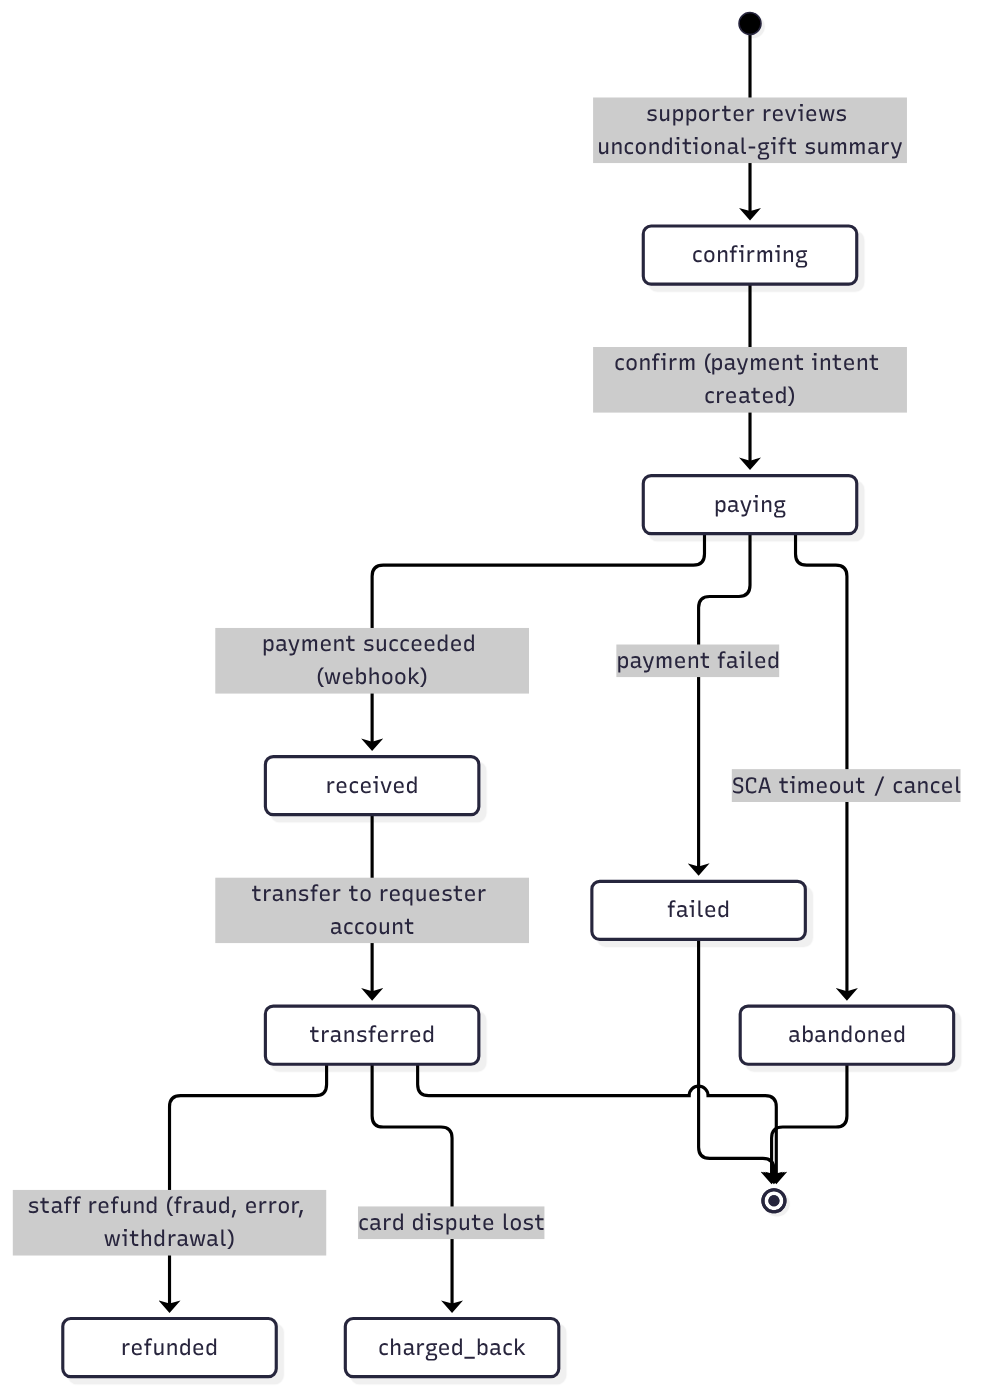 supporter reviews
unconditional-gift summary
confirming
confirm (payment intent
created)
paying
payment succeeded
(webhook)
payment failed
received
SCA timeout / cancel
transfer to requester
account
failed
transferred
abandoned
staff refund (fraud, error,
withdrawal)
card dispute lost
refunded
charged_back